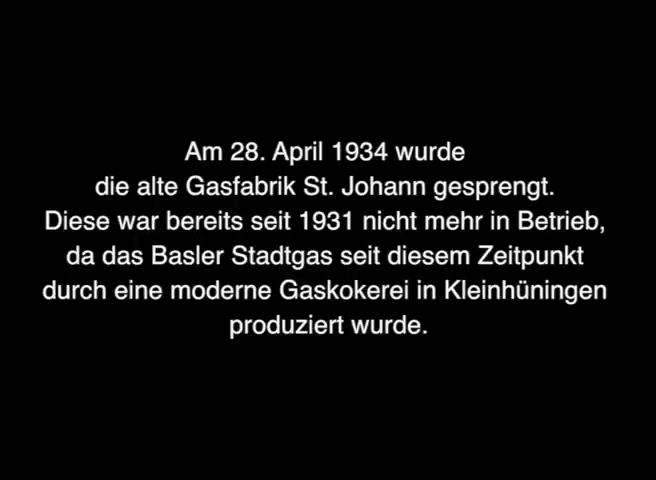 Am 28. April 1934 wurde
die alte Gasfabrik St. Johann gesprengt.
Diese war bereits seit 1931 nicht mehr in Betrieb,
da das Basler Stadtgas seit diesem Zeitpunkt
durch eine moderne Gaskokerei in Kleinhüningen
produziert wurde.